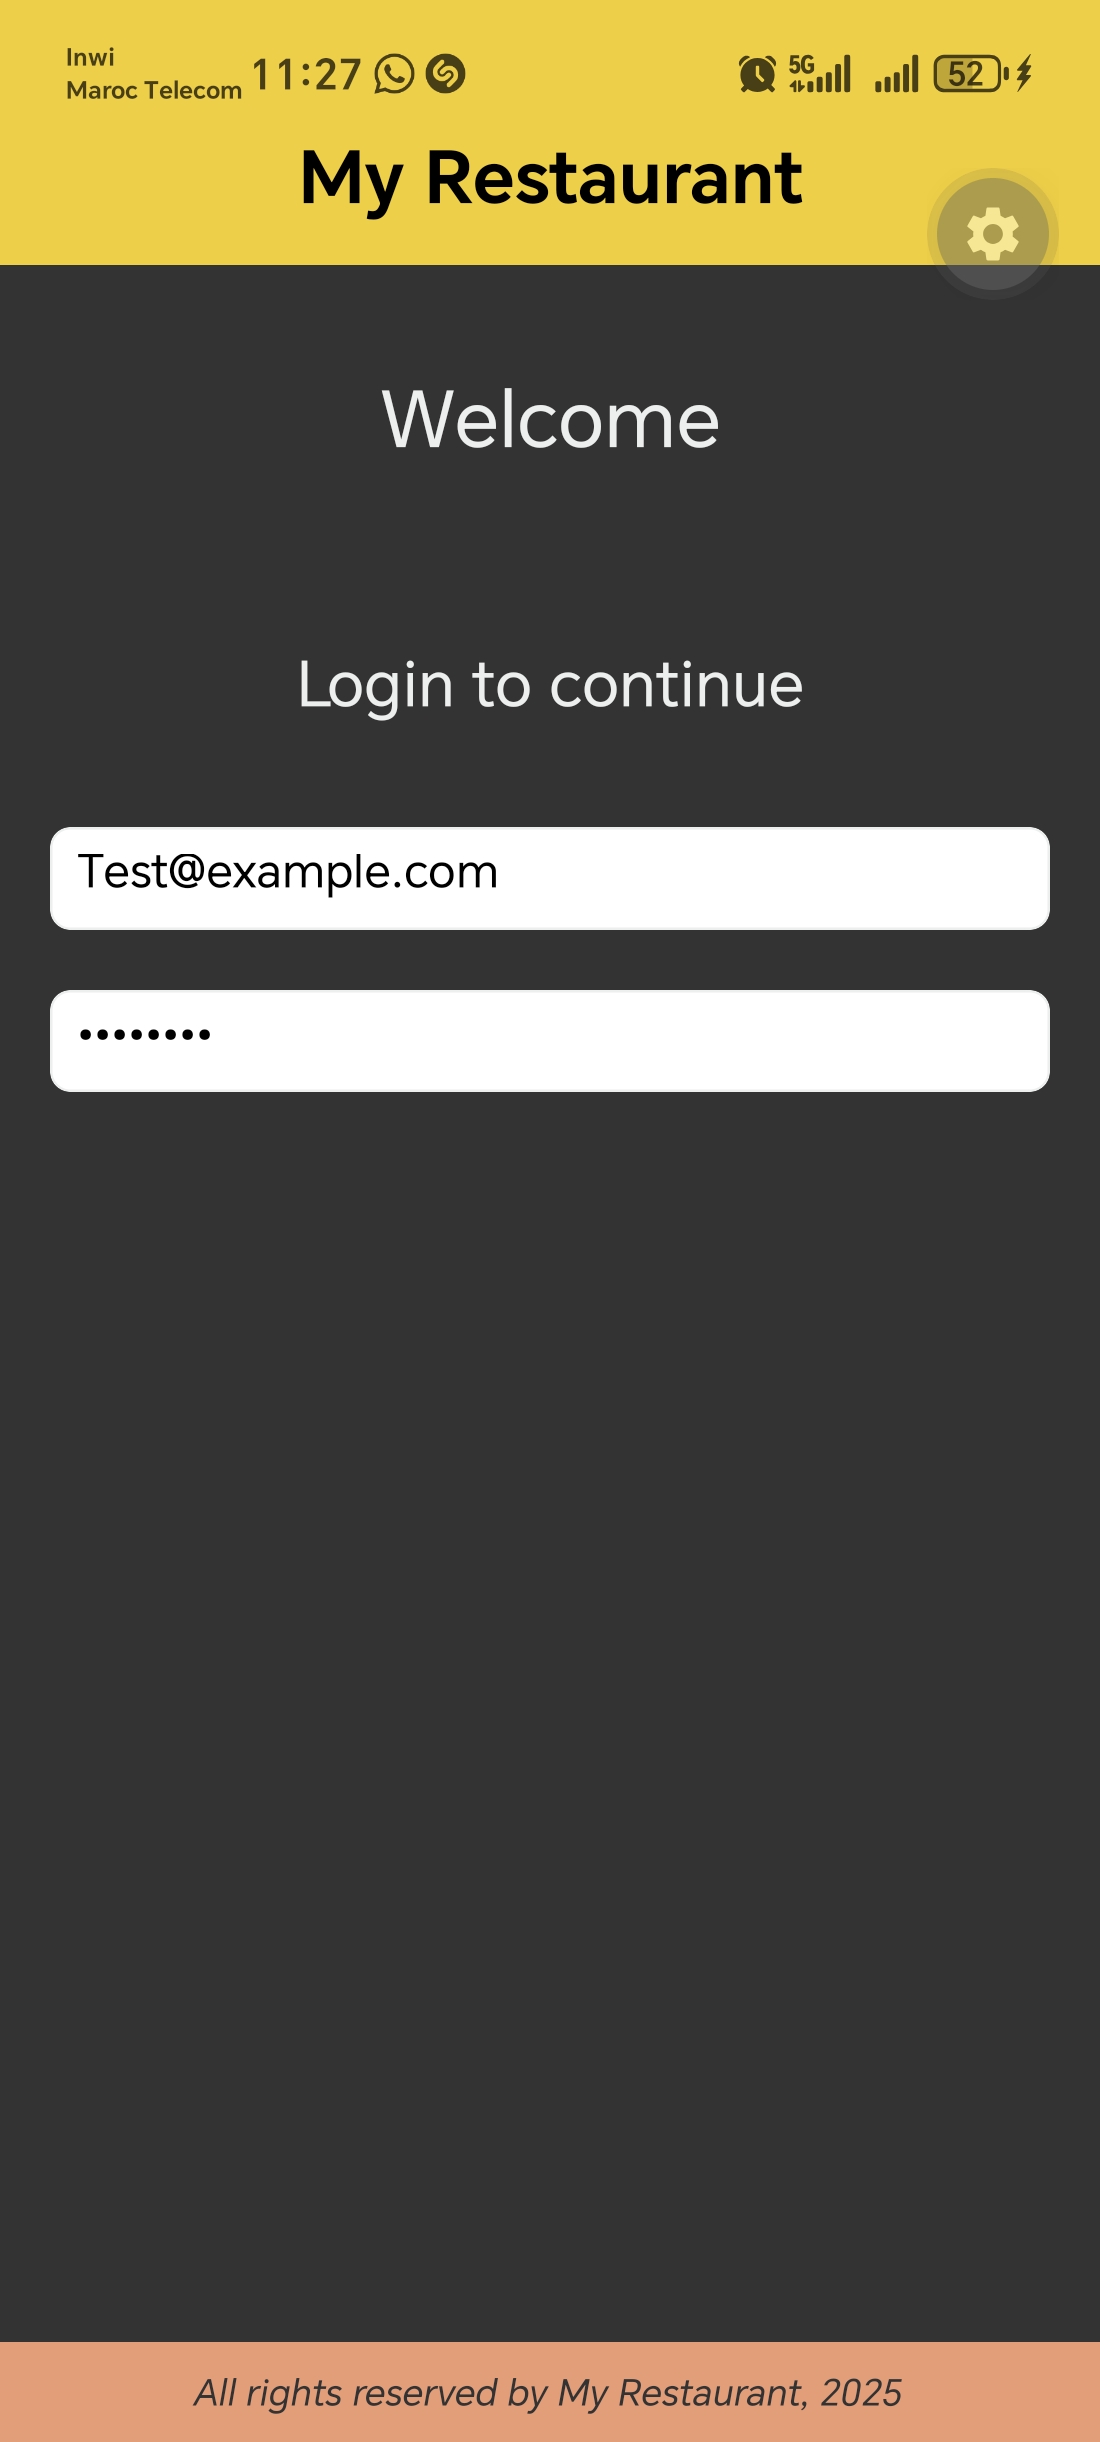 Inwi
Maroc Telecom
11:27
5G
52
My Restaurant
Welcome
Login to continue
Test@example.com
••••••••
All rights reserved by My Restaurant, 2025